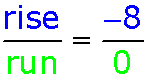 rise/run = −8/0